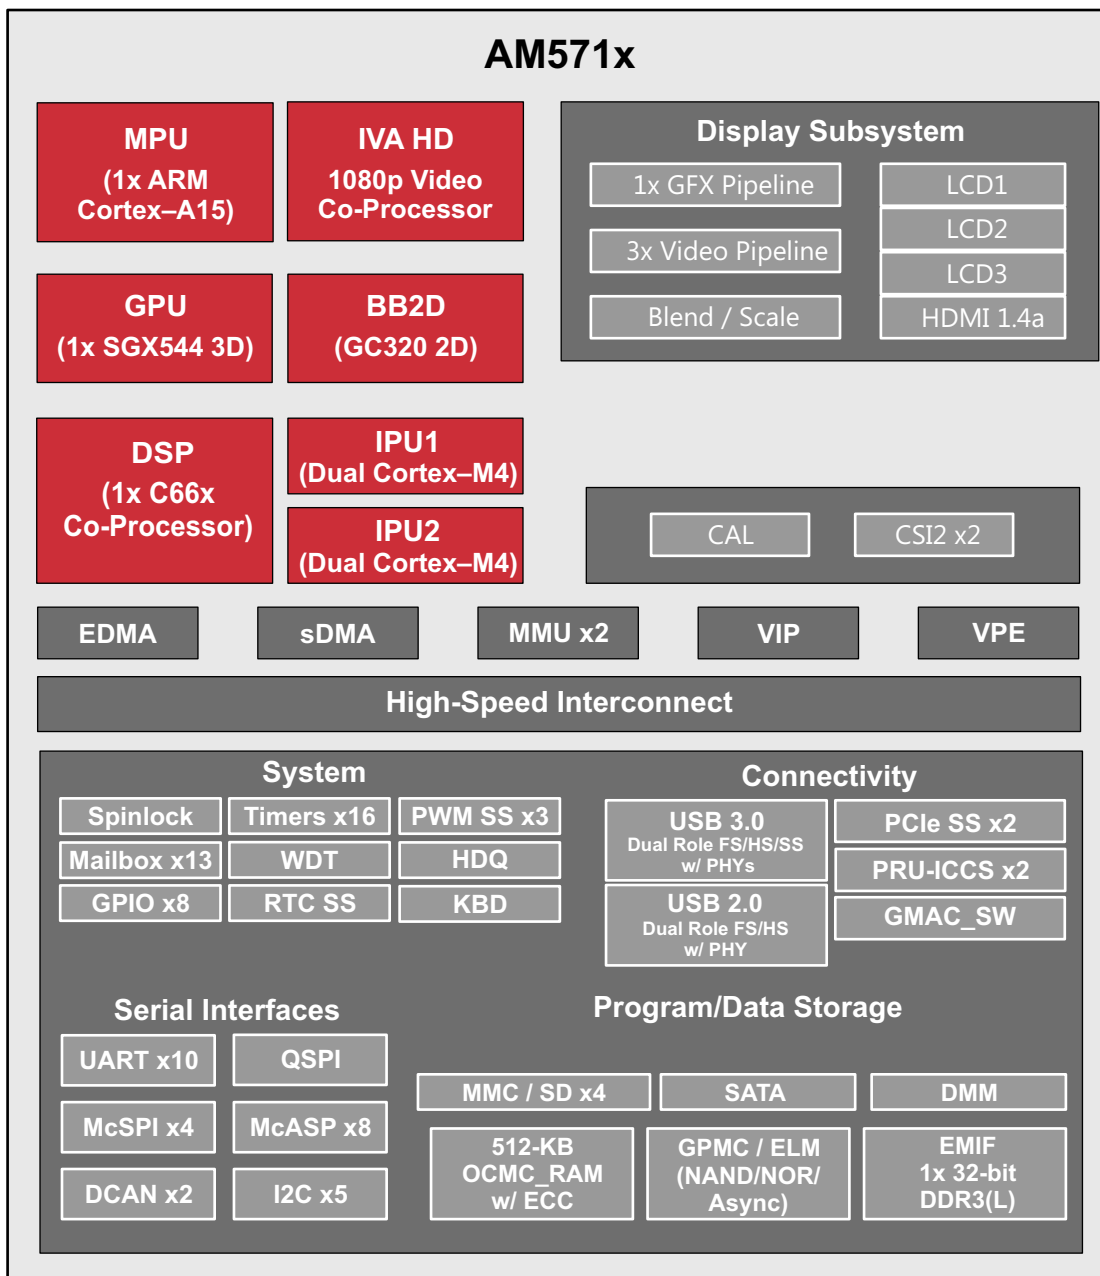 AM571x
MPU
(1x ARM
Cortex–A15)
IVA HD
1080p Video
Co-Processor
GPU
(1x SGX544 3D)
BB2D
(GC320 2D)
DSP
(1x C66x
Co-Processor)
IPU1
(Dual Cortex–M4)
IPU2
(Dual Cortex–M4)
Display Subsystem
1x GFX Pipeline
3x Video Pipeline
Blend / Scale
LCD1
LCD2
LCD3
HDMI 1.4a
CAL
CSI2 x2
EDMA
sDMA
MMU x2
VIP
VPE
High-Speed Interconnect
System
Spinlock
Timers x16
PWM SS x3
Mailbox x13
WDT
HDQ
GPIO x8
RTC SS
KBD
Connectivity
USB 3.0
Dual Role FS/HS/SS
w/ PHYs
USB 2.0
Dual Role FS/HS
w/ PHY
PCIe SS x2
PRU-ICCS x2
GMAC_SW
Serial Interfaces
UART x10
QSPI
McSPI x4
McASP x8
DCAN x2
I2C x5
Program/Data Storage
MMC / SD x4
SATA
DMM
512-KB
OCMC_RAM
w/ ECC
GPMC / ELM
(NAND/NOR/
Async)
EMIF
1x 32-bit
DDR3(L)